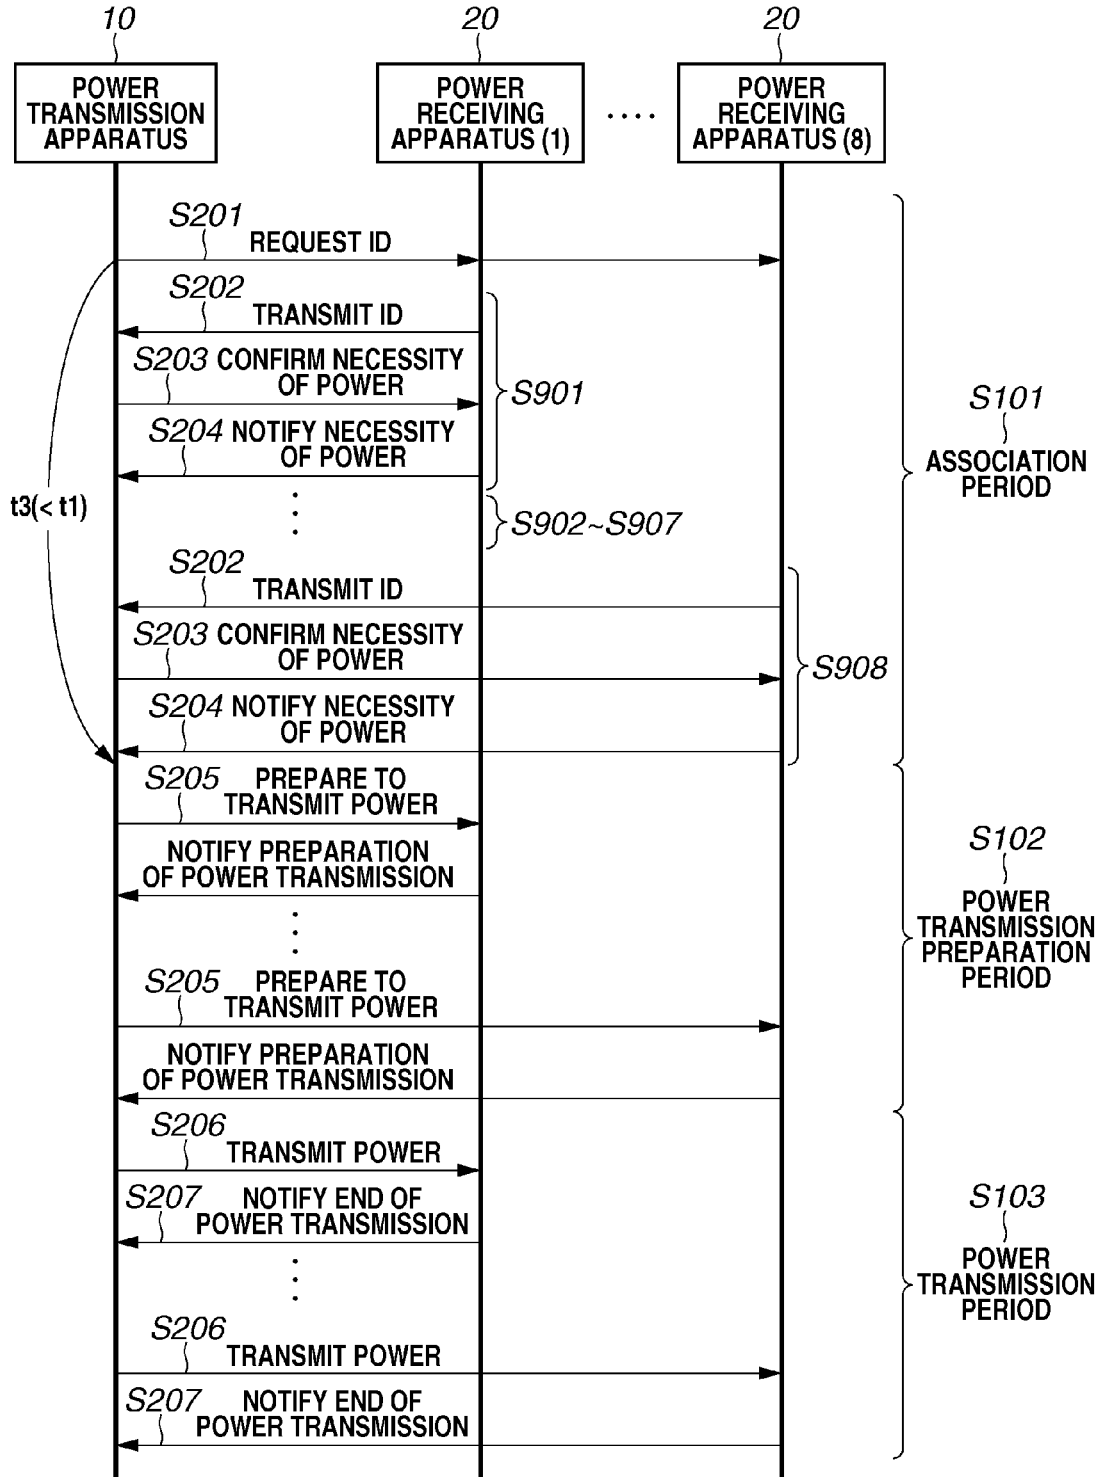 10
20
20
POWER
TRANSMISSION
APPARATUS
POWER
RECEIVING
APPARATUS (1)
....
POWER
RECEIVING
APPARATUS (8)
S201
REQUEST ID
S202
TRANSMIT ID
S203 CONFIRM NECESSITY
OF POWER
S901
S204 NOTIFY NECESSITY
OF POWER
S101
ASSOCIATION
PERIOD
t3(< t1)
S902~S907
S202
TRANSMIT ID
S203 CONFIRM NECESSITY
OF POWER
S908
S204 NOTIFY NECESSITY
OF POWER
S205 PREPARE TO
TRANSMIT POWER
NOTIFY PREPARATION
OF POWER TRANSMISSION
S102
POWER
TRANSMISSION
PREPARATION
PERIOD
S205 PREPARE TO
TRANSMIT POWER
NOTIFY PREPARATION
OF POWER TRANSMISSION
S206
TRANSMIT POWER
S207 NOTIFY END OF
POWER TRANSMISSION
S103
POWER
TRANSMISSION
PERIOD
S206
TRANSMIT POWER
S207 NOTIFY END OF
POWER TRANSMISSION